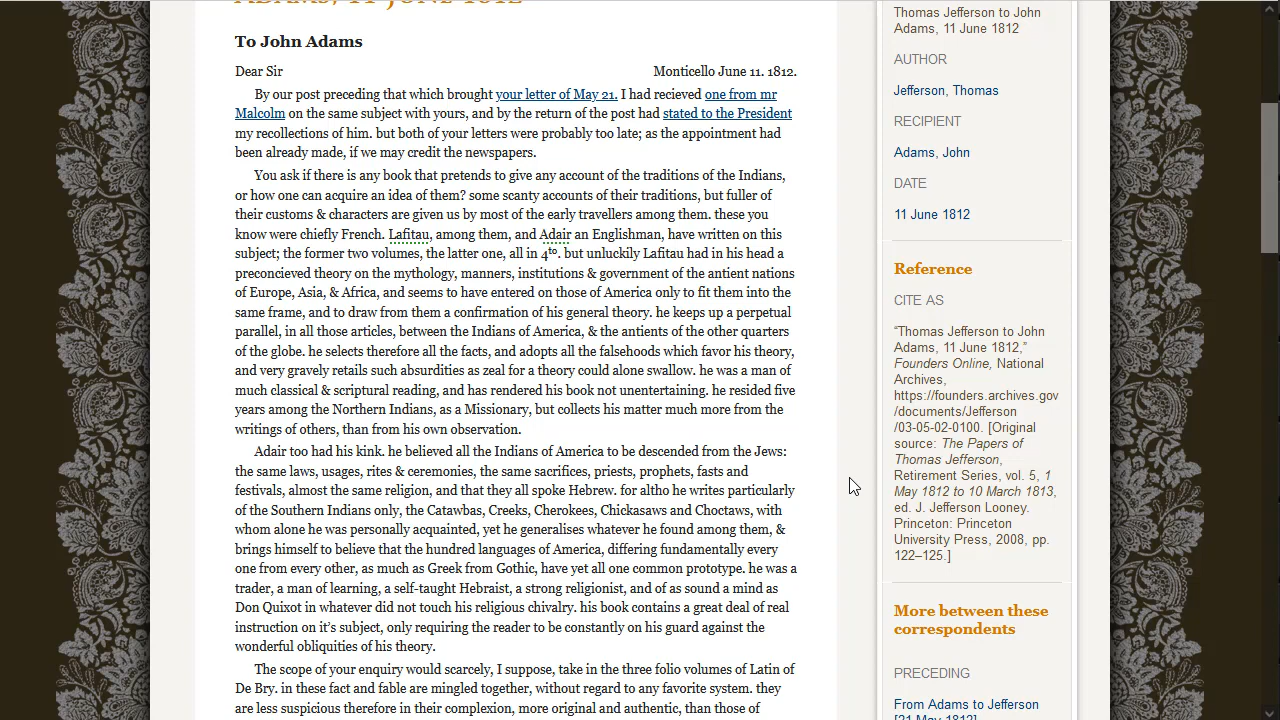 ADAMS, 11 JUNE 1812
To John Adams
Dear Sir Monticello June 11. 1812.
By our post preceding that which brought your letter of May 21. I had recieved one from mr
Malcolm on the same subject with yours, and by the return of the post had stated to the President
my recollections of him. but both of your letters were probably too late; as the appointment had
been already made, if we may credit the newspapers.
You ask if there is any book that pretends to give any account of the traditions of the Indians,
or how one can acquire an idea of them? some scanty accounts of their traditions, but fuller of
their customs & characters are given us by most of the early travellers among them. these you
know were chiefly French. Lafitau, among them, and Adair an Englishman, have written on this
subject; the former two volumes, the latter one, all in 4to. but unluckily Lafitau had in his head a
preconcieved theory on the mythology, manners, institutions & government of the antient nations
of Europe, Asia, & Africa, and seems to have entered on those of America only to fit them into the
same frame, and to draw from them a confirmation of his general theory. he keeps up a perpetual
parallel, in all those articles, between the Indians of America, & the antients of the other quarters
of the globe. he selects therefore all the facts, and adopts all the falsehoods which favor his theory,
and very gravely retails such absurdities as zeal for a theory could alone swallow. he was a man of
much classical & scriptural reading, and has rendered his book not unentertaining. he resided five
years among the Northern Indians, as a Missionary, but collects his matter much more from the
writings of others, than from his own observation.
Adair too had his kink. he believed all the Indians of America to be descended from the Jews:
the same laws, usages, rites & ceremonies, the same sacrifices, priests, prophets, fasts and
festivals, almost the same religion, and that they all spoke Hebrew. for altho he writes particularly
of the Southern Indians only, the Catawbas, Creeks, Cherokees, Chickasaws and Choctaws, with
whom alone he was personally acquainted, yet he generalises whatever he found among them, &
brings himself to believe that the hundred languages of America, differing fundamentally every
one from every other, as much as Greek from Gothic, have yet all one common prototype. he was a
trader, a man of learning, a self-taught Hebraist, a strong religionist, and of as sound a mind as
Don Quixot in whatever did not touch his religious chivalry. his book contains a great deal of real
instruction on it's subject, only requiring the reader to be constantly on his guard against the
wonderful obliquities of his theory.
The scope of your enquiry would scarcely, I suppose, take in the three folio volumes of Latin of
De Bry. in these fact and fable are mingled together, without regard to any favorite system. they
are less suspicious therefore in their complexion, more original and authentic, than those of
Thomas Jefferson to John
Adams, 11 June 1812
AUTHOR
Jefferson, Thomas
RECIPIENT
Adams, John
DATE
11 June 1812
Reference
CITE AS
“Thomas Jefferson to John
Adams, 11 June 1812,”
Founders Online, National
Archives,
https://founders.archives.gov
/documents/Jefferson
/03-05-02-0100. [Original
source: The Papers of
Thomas Jefferson,
Retirement Series, vol. 5, 1
May 1812 to 10 March 1813,
ed. J. Jefferson Looney.
Princeton: Princeton
University Press, 2008, pp.
122–125.]
More between these
correspondents
PRECEDING
From Adams to Jefferson
[21 May 1812]